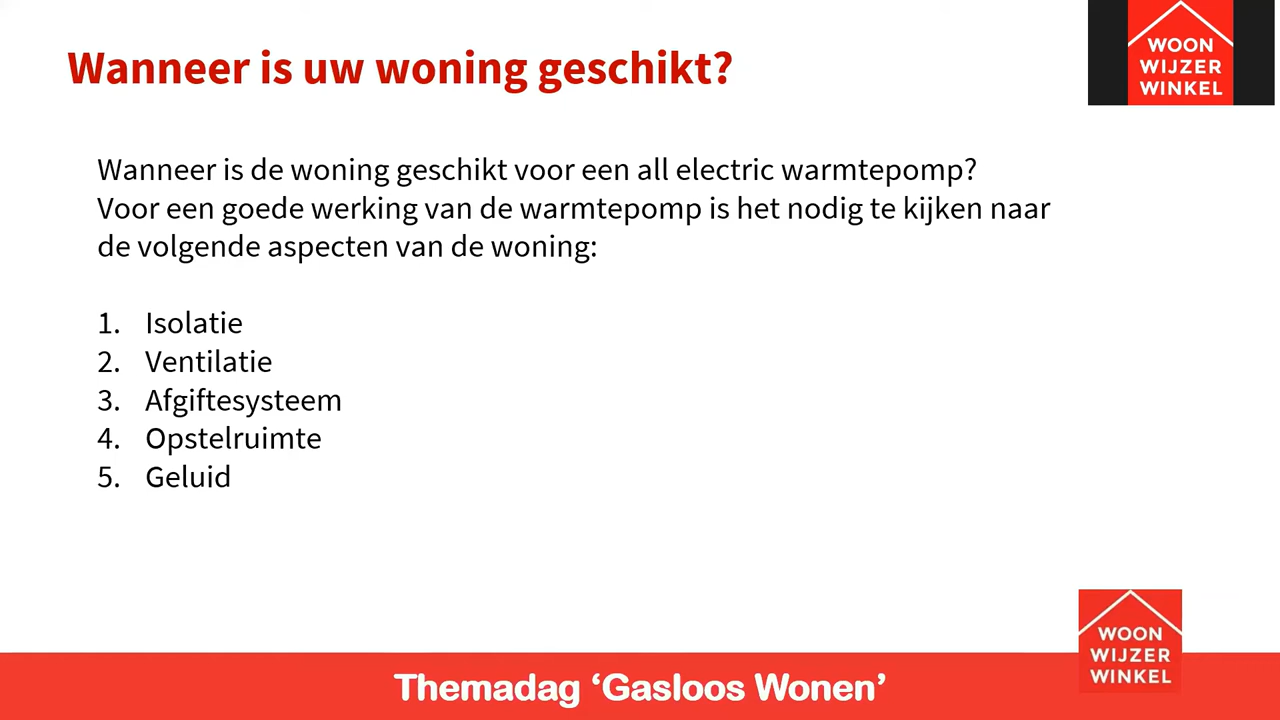 Wanneer is uw woning geschikt?
WOON
WIJZER
WINKEL
Wanneer is de woning geschikt voor een all electric warmtepomp?
Voor een goede werking van de warmtepomp is het nodig te kijken naar
de volgende aspecten van de woning:
1. Isolatie
2. Ventilatie
3. Afgiftesysteem
4. Opstelruimte
5. Geluid
WOON
WIJZER
WINKEL
Themadag ‘Gasloos Wonen’